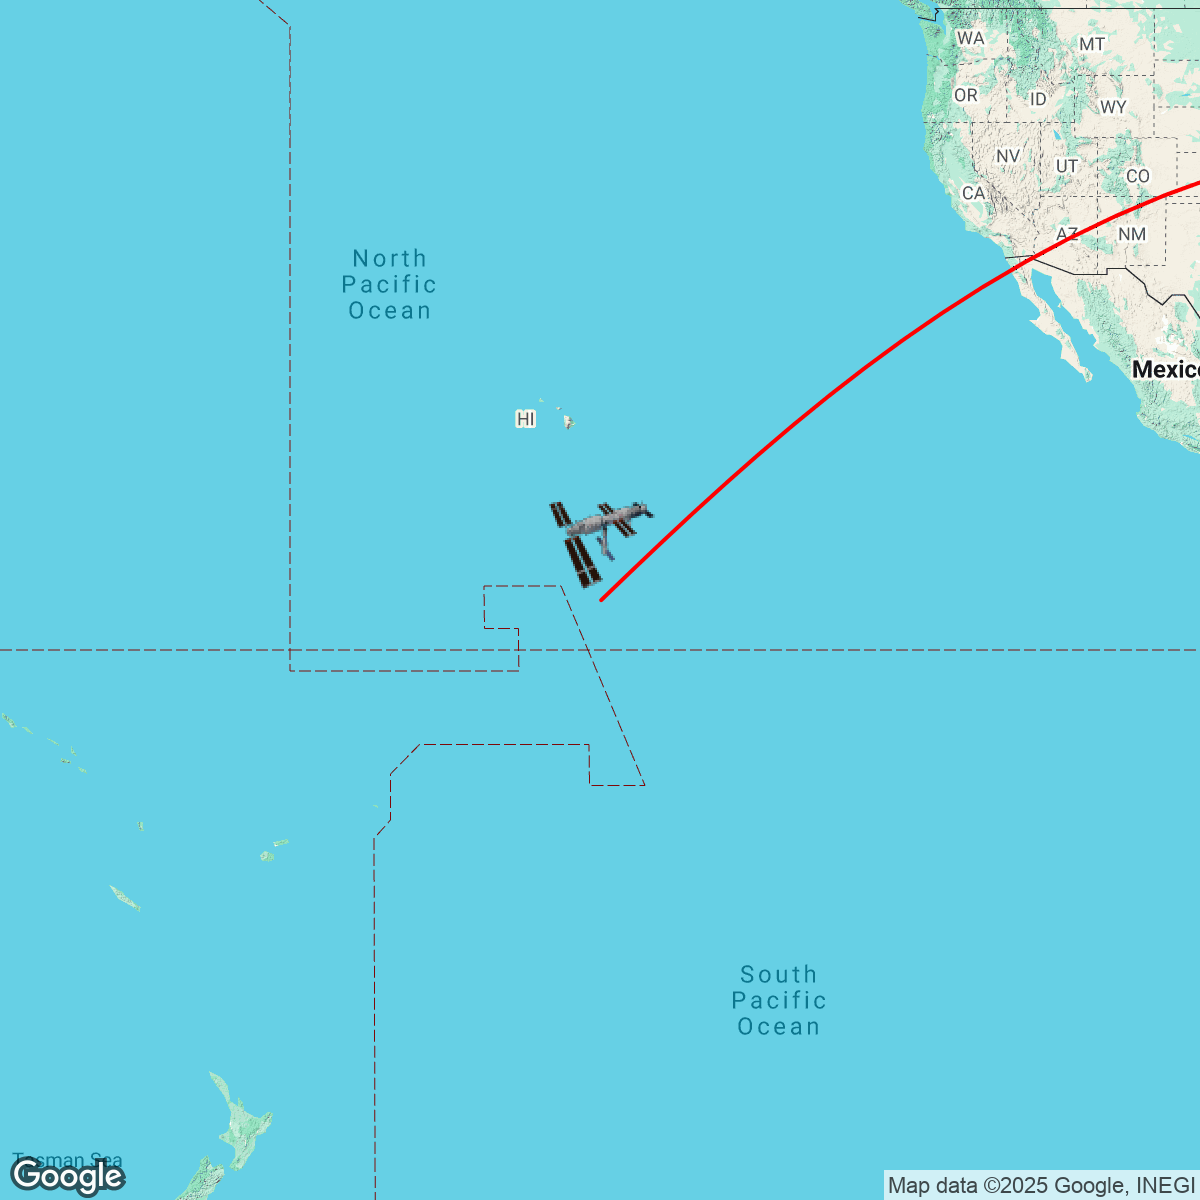 WA
MT
OR
ID
WY
NV
UT
CO
CA
AZ
NM
North
Pacific
Ocean
Mexico
HI
South
Pacific
Ocean
Tasman Sea
Google
Map data ©2025 Google, INEGI